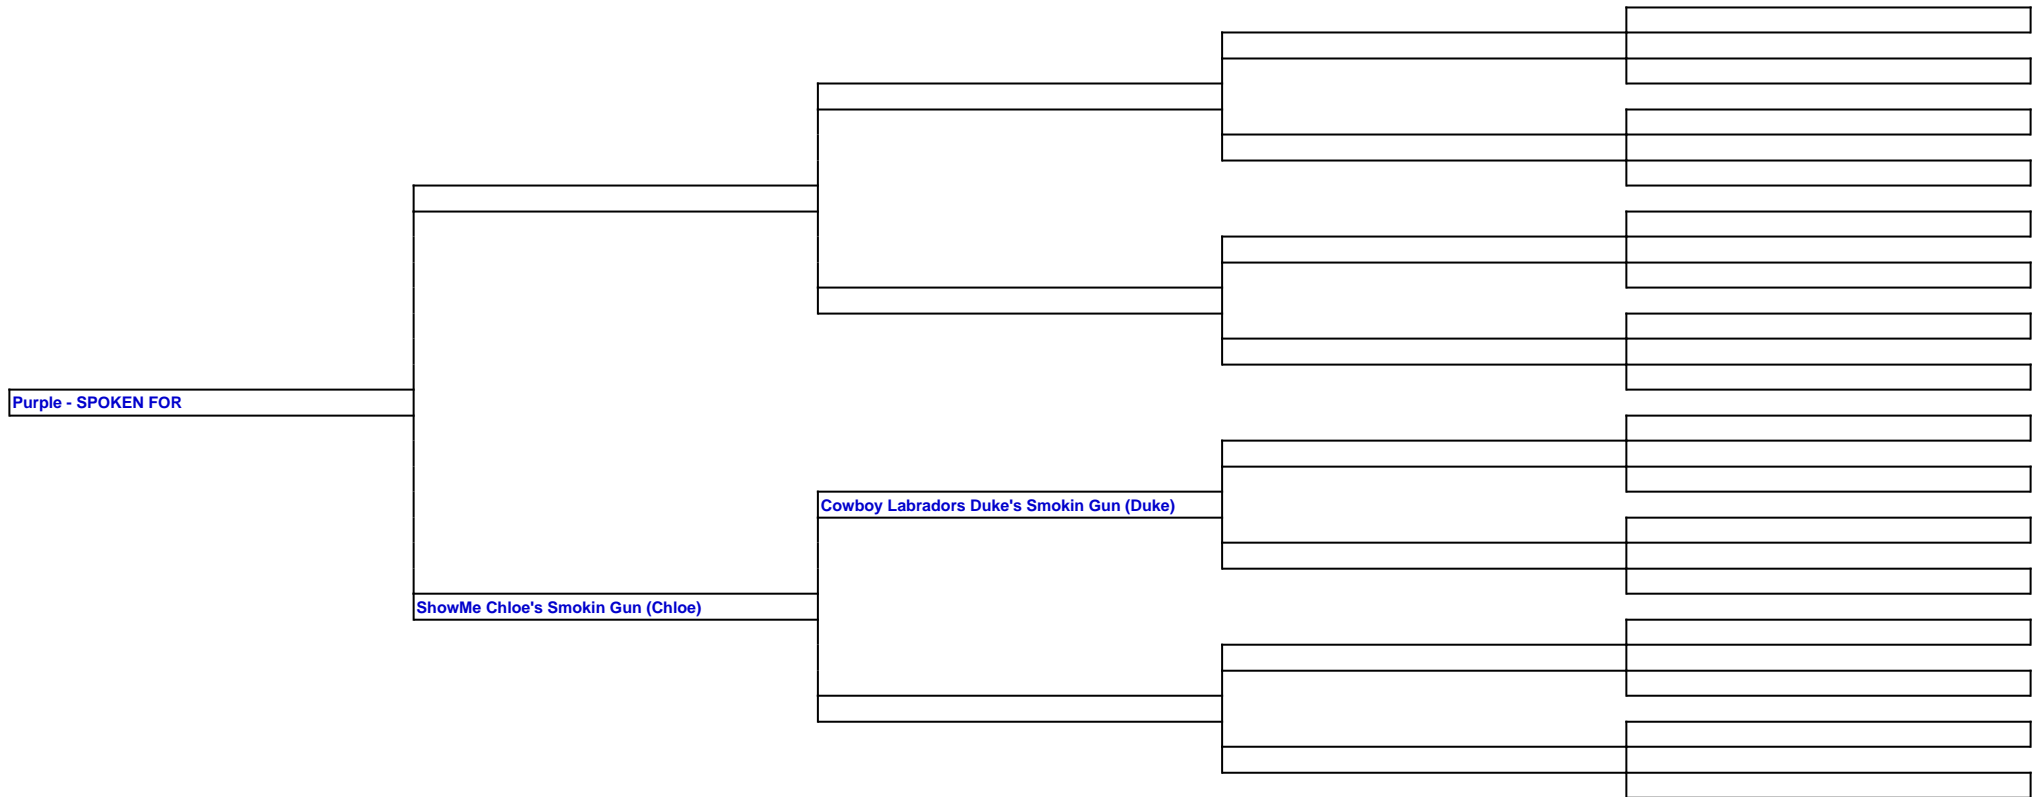 Purple - SPOKEN FOR
Cowboy Labradors Duke's Smokin Gun (Duke)
ShowMe Chloe's Smokin Gun (Chloe)